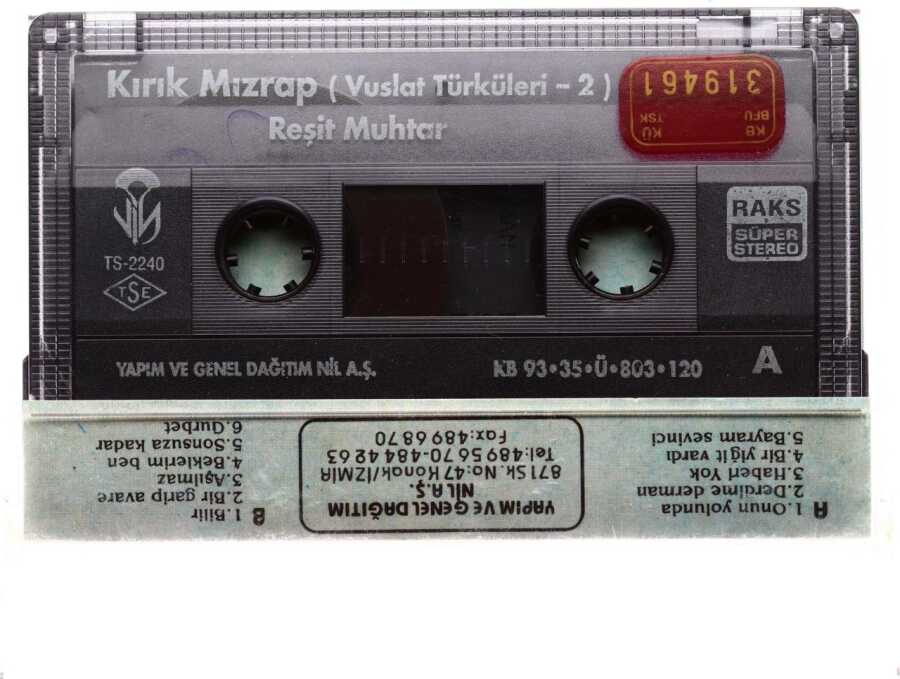 Kırık Mızrap ( Vuslat Türküleri - 2 )
Reşit Muhtar
319461
KB
BFU
KÜ
TSK
NİL
TS-2240
TSE
RAKS
SÜPER
STEREO
YAPIM VE GENEL DAĞITIM NİL A.Ş.
KB 93•35•Ü•803•120
A
A 1.Onun yolunda
2.Derdime derman
3.Haberi Yok
4.Bir yiğit vardı
5.Bayram sevinci
YAPIM VE GENEL DAĞITIM
NİL A.Ş.
871 Sk. No:47 Konak/İZMİR
Tel:489 56 70-484 42 63
Fax:489 68 70
B 1.Bilir
2.Bir garip avare
3.Aşılmaz
4.Beklerim ben
5.Sonsuza kadar
6.Gurbet